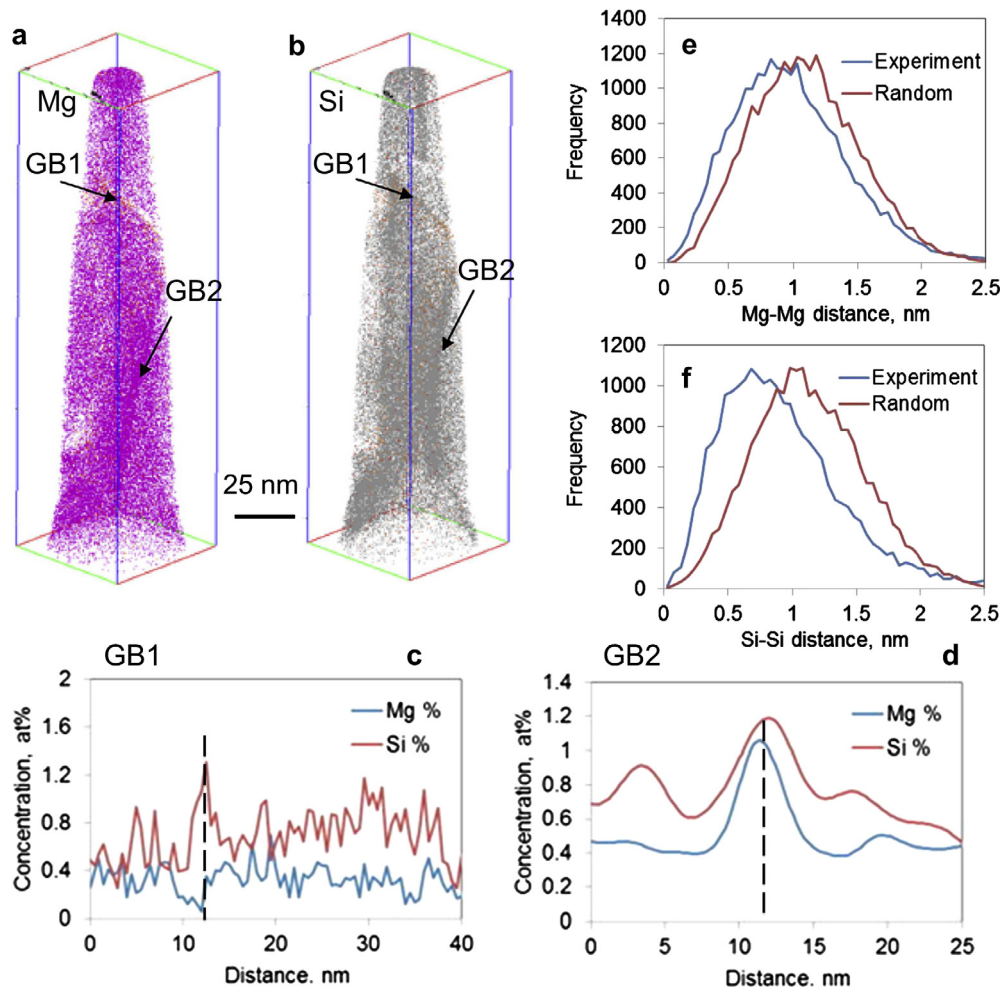 a
Mg
GB1
GB2
25 nm
b
Si
GB1
GB2
e
1400
1200
1000
800
600
400
200
0
Frequency
Experiment
Random
0
0.5
1
1.5
2
2.5
Mg-Mg distance, nm
f
1200
1000
800
600
400
200
0
Frequency
Experiment
Random
0
0.5
1
1.5
2
2.5
Si-Si distance, nm
GB1
c
2
1.6
1.2
0.8
0.4
0
Concentration, at%
Mg %
Si %
0
10
20
30
40
Distance. nm
GB2
d
1.4
1.2
1
0.8
0.6
0.4
0.2
0
Concentration, at%
Mg %
Si %
0
5
10
15
20
25
Distance. nm